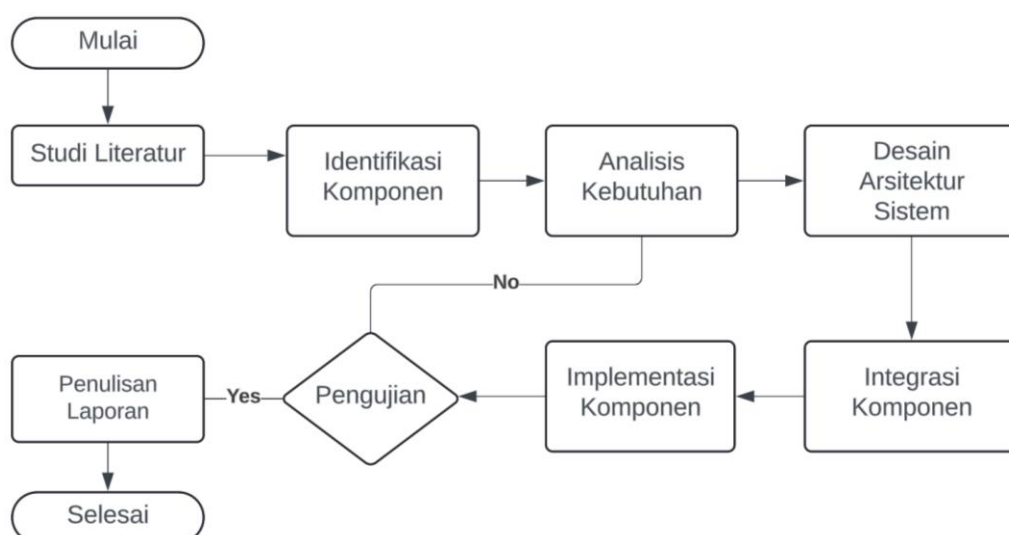 Mulai
Studi Literatur
Identifikasi
Komponen
Analisis
Kebutuhan
Desain
Arsitektur
Sistem
No
Penulisan
Laporan
Yes
Pengujian
Implementasi
Komponen
Integrasi
Komponen
Selesai